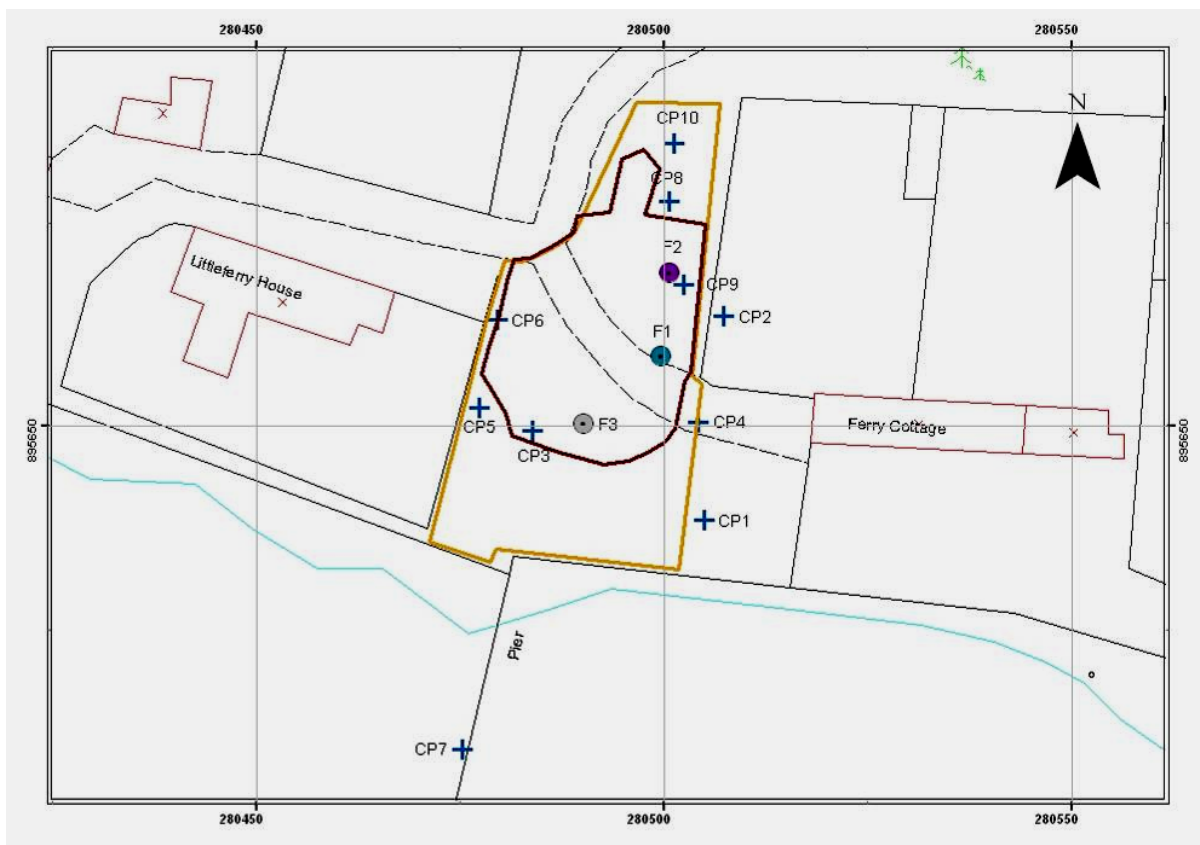 280450 280500 280550
N
CP10
CP8
F2
Littleferry House
CP9
CP6
CP2
F1
CP5
F3
CP4
Ferry Cottage
895650
895650
CP3
CP1
Pier
CP7
280450 280500 280550